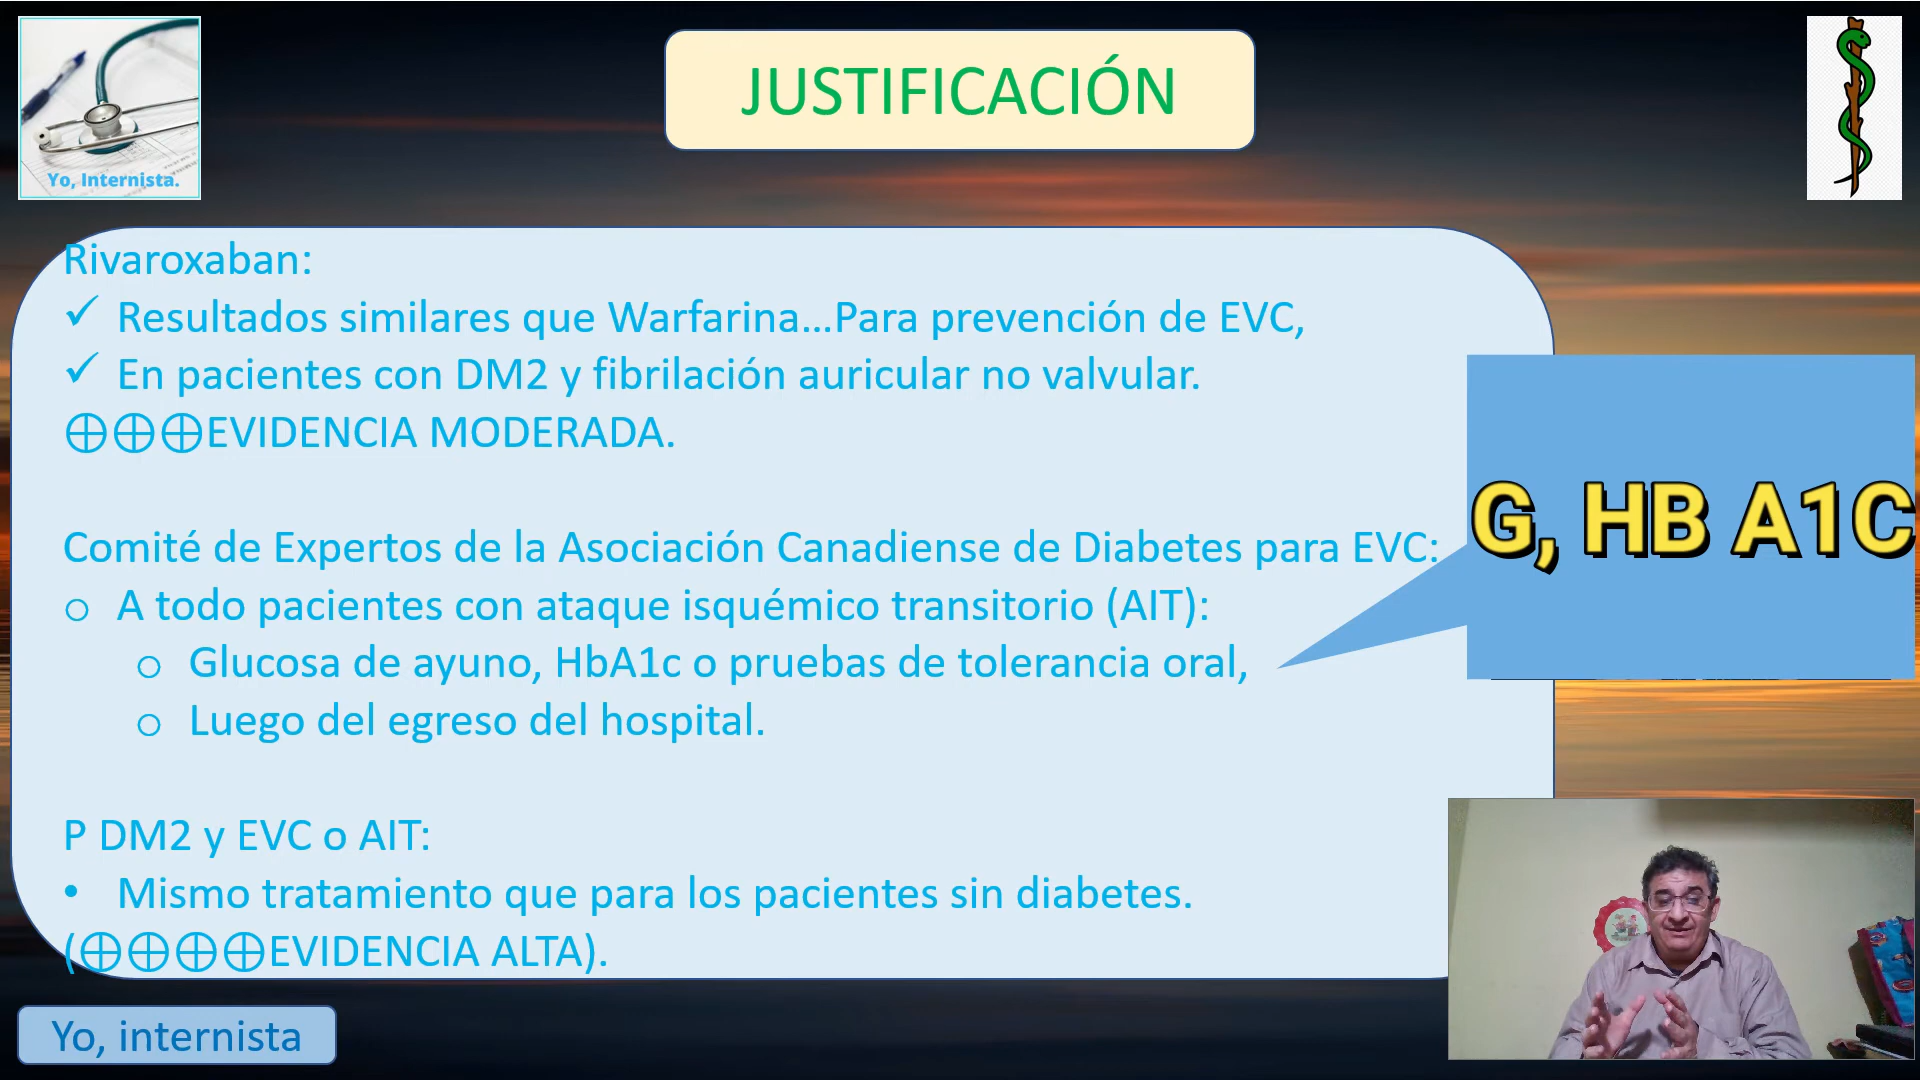 Yo, Internista.
JUSTIFICACIÓN
Rivaroxaban:
✓ Resultados similares que Warfarina...Para prevención de EVC,
✓ En pacientes con DM2 y fibrilación auricular no valvular.
⨁⨁⨁EVIDENCIA MODERADA.
Comité de Expertos de la Asociación Canadiense de Diabetes para EVC:
o A todo pacientes con ataque isquémico transitorio (AIT):
o Glucosa de ayuno, HbA1c o pruebas de tolerancia oral,
o Luego del egreso del hospital.
P DM2 y EVC o AIT:
• Mismo tratamiento que para los pacientes sin diabetes.
(⨁⨁⨁⨁EVIDENCIA ALTA).
G, HB A1C
Yo, internista